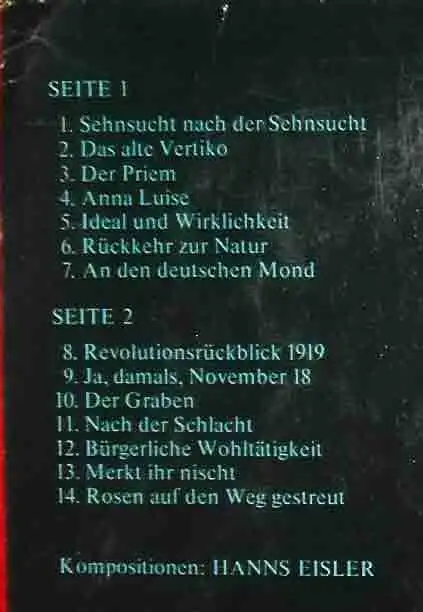 SEITE 1
1. Sehnsucht nach der Sehnsucht
2. Das alte Vertiko
3. Der Priem
4. Anna Luise
5. Ideal und Wirklichkeit
6. Rückkehr zur Natur
7. An den deutschen Mond
SEITE 2
8. Revolutionsrückblick 1919
9. Ja, damals, November 18
10. Der Graben
11. Nach der Schlacht
12. Bürgerliche Wohltätigkeit
13. Merkt ihr nischt
14. Rosen auf den Weg gestreut
Kompositionen: HANNS EISLER